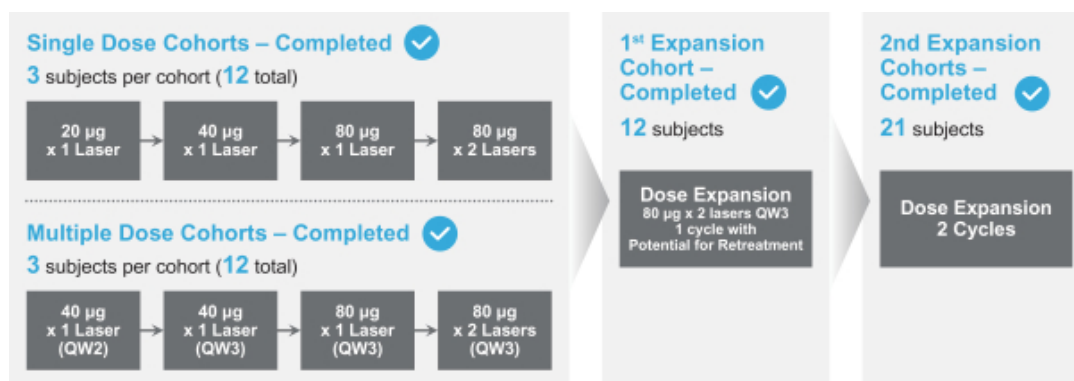 Single Dose Cohorts – Completed
3 subjects per cohort (12 total)
20 µg
x 1 Laser
40 µg
x 1 Laser
80 µg
x 1 Laser
80 µg
x 2 Lasers
Multiple Dose Cohorts – Completed
3 subjects per cohort (12 total)
40 µg
x 1 Laser
(QW2)
40 µg
x 1 Laser
(QW3)
80 µg
x 1 Laser
(QW3)
80 µg
x 2 Lasers
(QW3)
1st Expansion
Cohort –
Completed
12 subjects
Dose Expansion
80 µg x 2 lasers QW3
1 cycle with
Potential for Retreatment
2nd Expansion
Cohorts –
Completed
21 subjects
Dose Expansion
2 Cycles